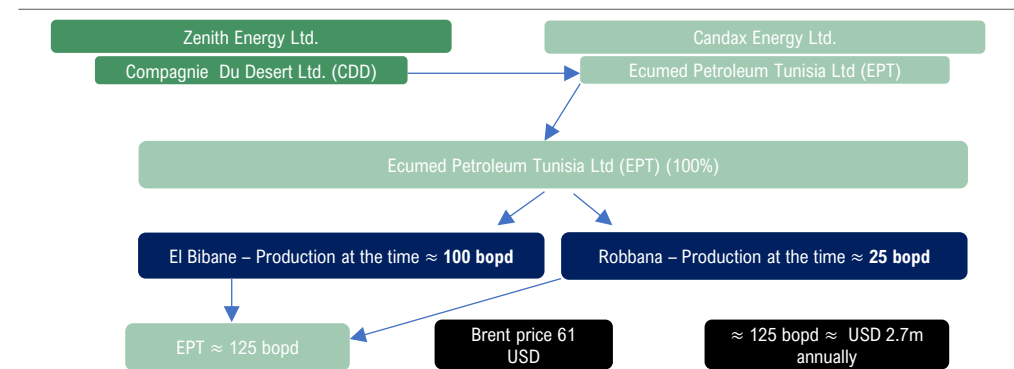 Zenith Energy Ltd.
Candax Energy Ltd.
Compagnie Du Desert Ltd. (CDD)
Ecumed Petroleum Tunisia Ltd (EPT)
Ecumed Petroleum Tunisia Ltd (EPT) (100%)
El Bibane – Production at the time ≈ 100 bopd
Robbana – Production at the time ≈ 25 bopd
EPT ≈ 125 bopd
Brent price 61
USD
≈ 125 bopd ≈ USD 2.7m
annually